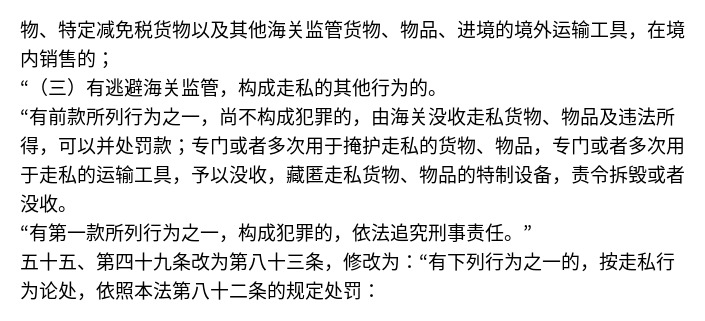 物、特定减免税货物以及其他海关监管货物、物品、进境的境外运输工具，在境
内销售的；
“（三）有逃避海关监管，构成走私的其他行为的。
“有前款所列行为之一，尚不构成犯罪的，由海关没收走私货物、物品及违法所
得，可以并处罚款；专门或者多次用于掩护走私的货物、物品，专门或者多次用
于走私的运输工具，予以没收，藏匿走私货物、物品的特制设备，责令拆毁或者
没收。
“有第一款所列行为之一，构成犯罪的，依法追究刑事责任。”
五十五、第四十九条改为第八十三条，修改为：“有下列行为之一的，按走私行
为论处，依照本法第八十二条的规定处罚：